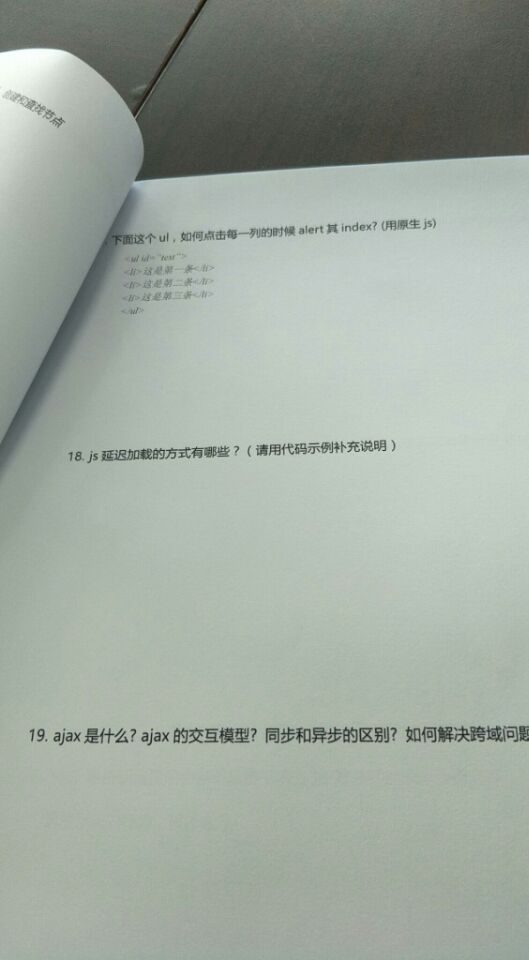 创建和查找节点
下面这个 ul，如何点击每一列的时候 alert 其 index? (用原生 js)
<ul id="test">
<li>这是第一条</li>
<li>这是第二条</li>
<li>这是第三条</li>
</ul>
18. js 延迟加载的方式有哪些？（请用代码示例补充说明）
19. ajax 是什么? ajax 的交互模型? 同步和异步的区别? 如何解决跨域问题